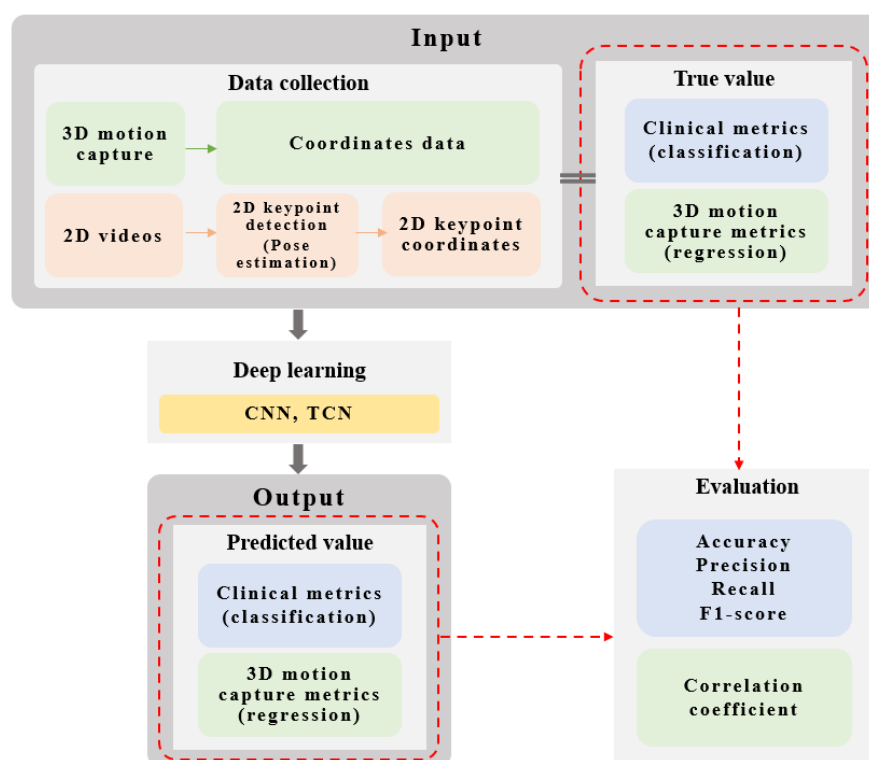 Input
Data collection
3D motion
capture
Coordinates data
2D videos
2D keypoint
detection
(Pose
estimation)
2D keypoint
coordinates
True value
Clinical metrics
(classification)
3D motion
capture metrics
(regression)
Deep learning
CNN, TCN
Output
Predicted value
Clinical metrics
(classification)
3D motion
capture metrics
(regression)
Evaluation
Accuracy
Precision
Recall
F1-score
Correlation
coefficient